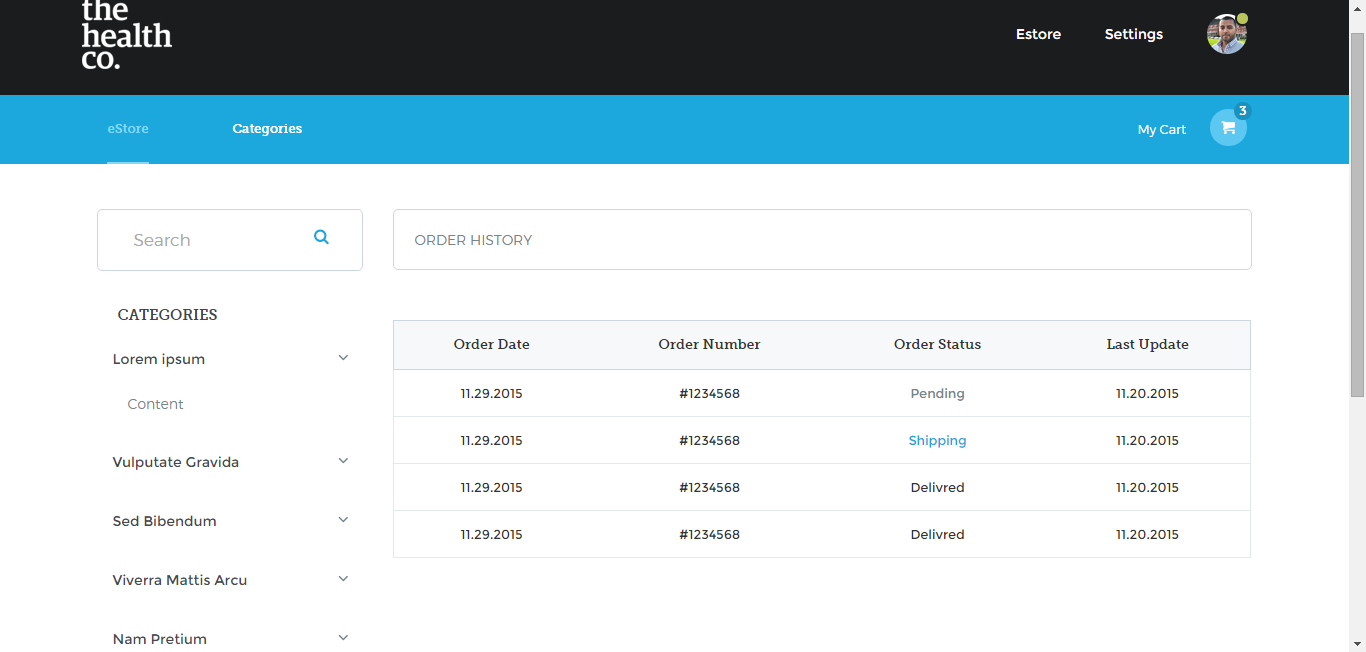 the
health
co.
Estore Settings
eStore Categories My Cart 3
Search
ORDER HISTORY
CATEGORIES
Lorem ipsum
Content
Vulputate Gravida
Sed Bibendum
Viverra Mattis Arcu
Nam Pretium
Order Date Order Number Order Status Last Update
11.29.2015 #1234568 Pending 11.20.2015
11.29.2015 #1234568 Shipping 11.20.2015
11.29.2015 #1234568 Delivred 11.20.2015
11.29.2015 #1234568 Delivred 11.20.2015